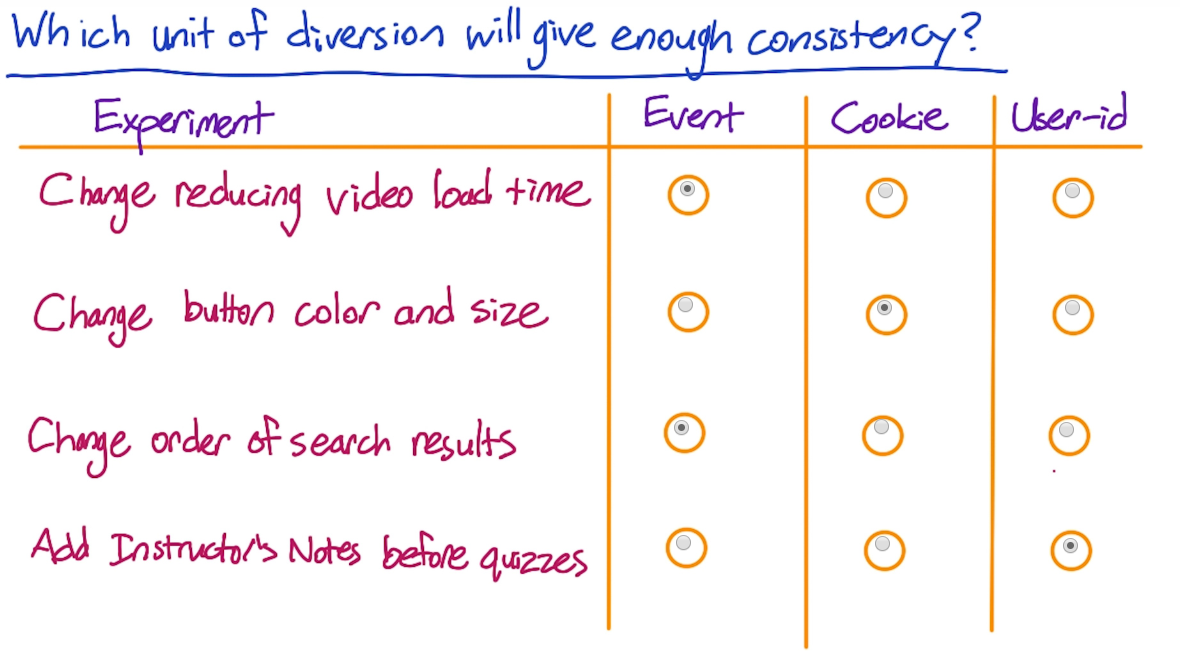 Which unit of diversion will give enough consistency?
Experiment Event Cookie User-id
Change reducing video load time
Change button color and size
Change order of search results
Add Instructor's Notes before quizzes